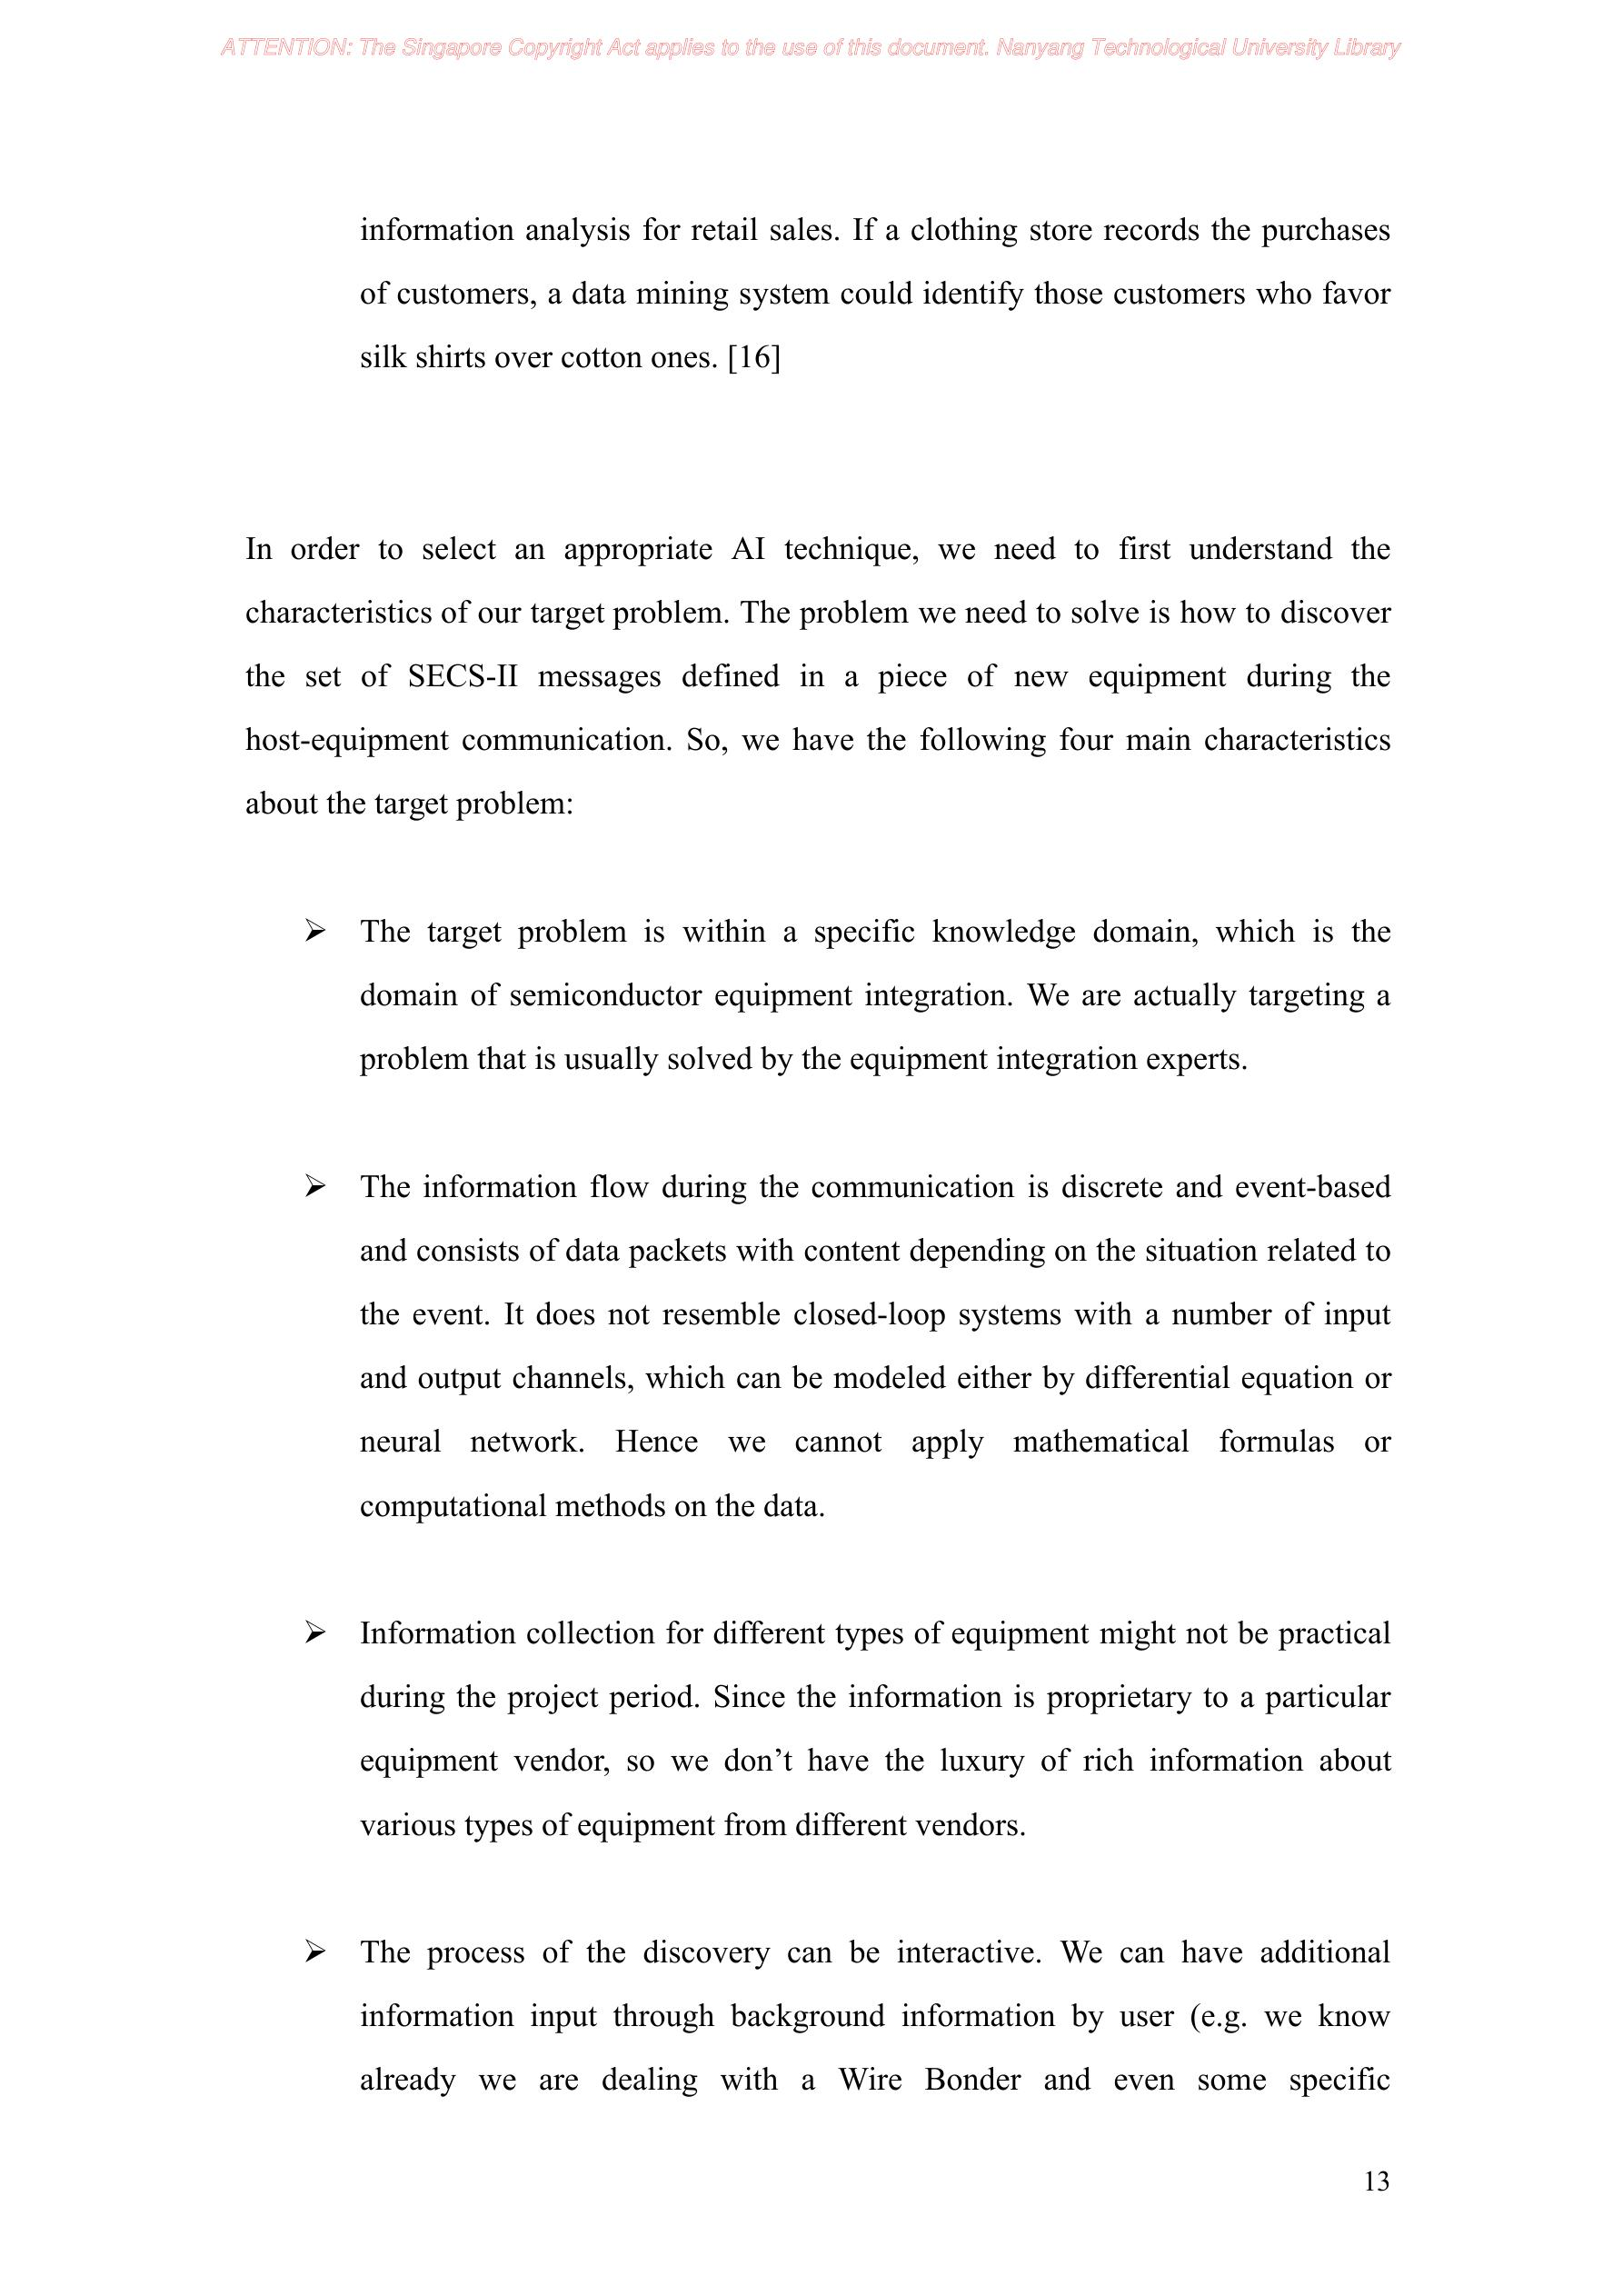 ATTENTION: The Singapore Copyright Act applies to the use of this document. Nanyang Technological University Library
information analysis for retail sales. If a clothing store records the purchases
of customers, a data mining system could identify those customers who favor
silk shirts over cotton ones. [16]
In order to select an appropriate AI technique, we need to first understand the
characteristics of our target problem. The problem we need to solve is how to discover
the set of SECS-II messages defined in a piece of new equipment during the
host-equipment communication. So, we have the following four main characteristics
about the target problem:
➢ The target problem is within a specific knowledge domain, which is the
domain of semiconductor equipment integration. We are actually targeting a
problem that is usually solved by the equipment integration experts.
➢ The information flow during the communication is discrete and event-based
and consists of data packets with content depending on the situation related to
the event. It does not resemble closed-loop systems with a number of input
and output channels, which can be modeled either by differential equation or
neural network. Hence we cannot apply mathematical formulas or
computational methods on the data.
➢ Information collection for different types of equipment might not be practical
during the project period. Since the information is proprietary to a particular
equipment vendor, so we don’t have the luxury of rich information about
various types of equipment from different vendors.
➢ The process of the discovery can be interactive. We can have additional
information input through background information by user (e.g. we know
already we are dealing with a Wire Bonder and even some specific
13